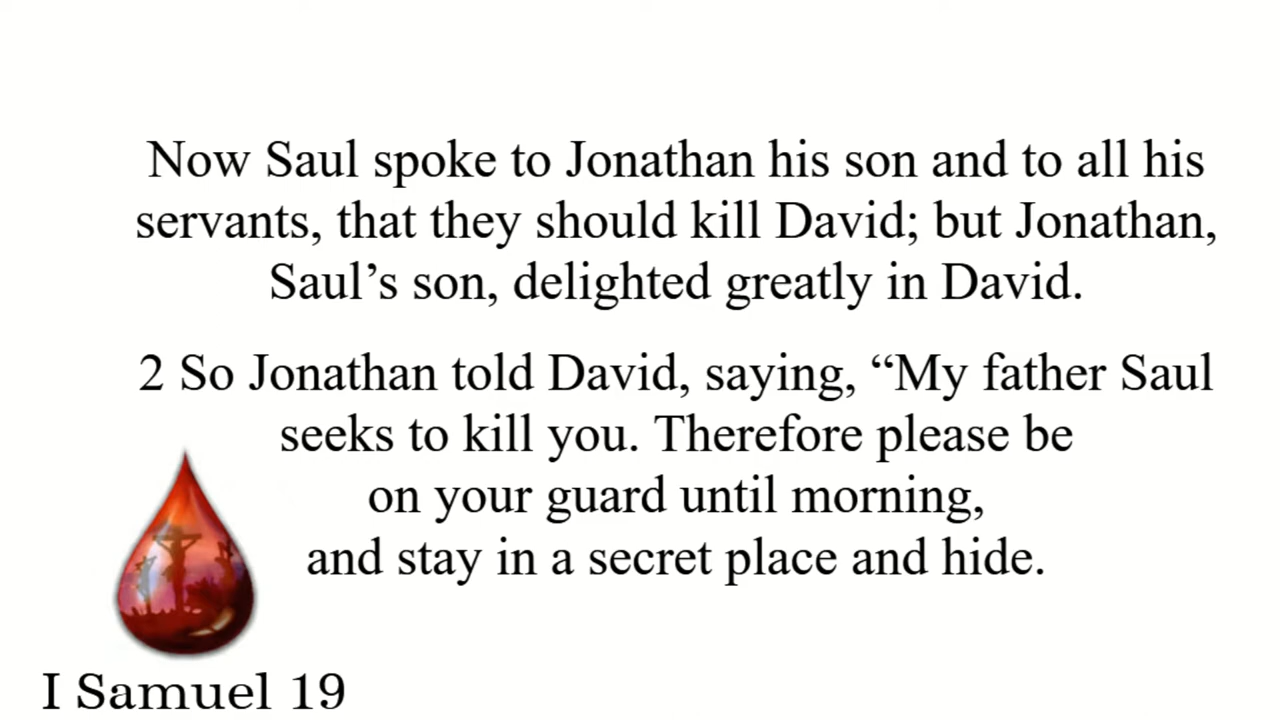 Now Saul spoke to Jonathan his son and to all his
servants, that they should kill David; but Jonathan,
Saul’s son, delighted greatly in David.
2 So Jonathan told David, saying, “My father Saul
seeks to kill you. Therefore please be
on your guard until morning,
and stay in a secret place and hide.
I Samuel 19